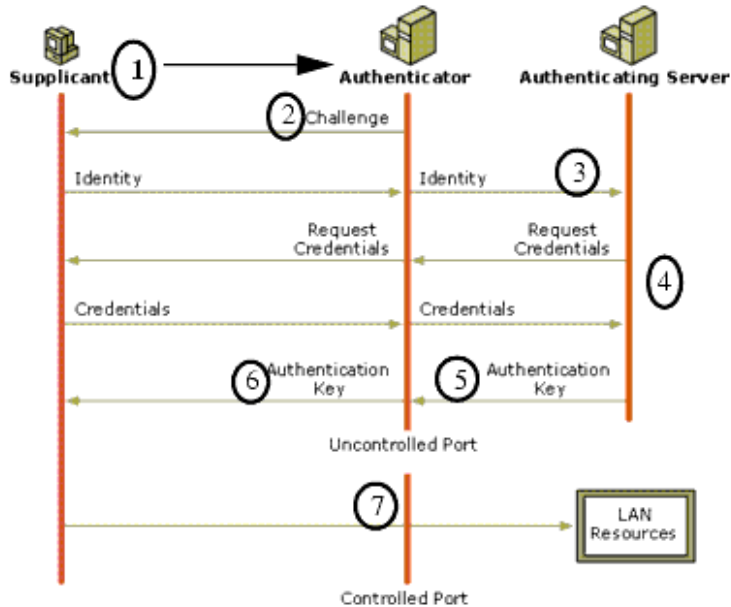 Supplicant 1 Authenticator Authenticating Server
2 Challenge
Identity Identity 3
Request Credentials Request Credentials
4
Credentials Credentials
6 Authentication Key 5 Authentication Key
Uncontrolled Port
7
LAN Resources
Controlled Port